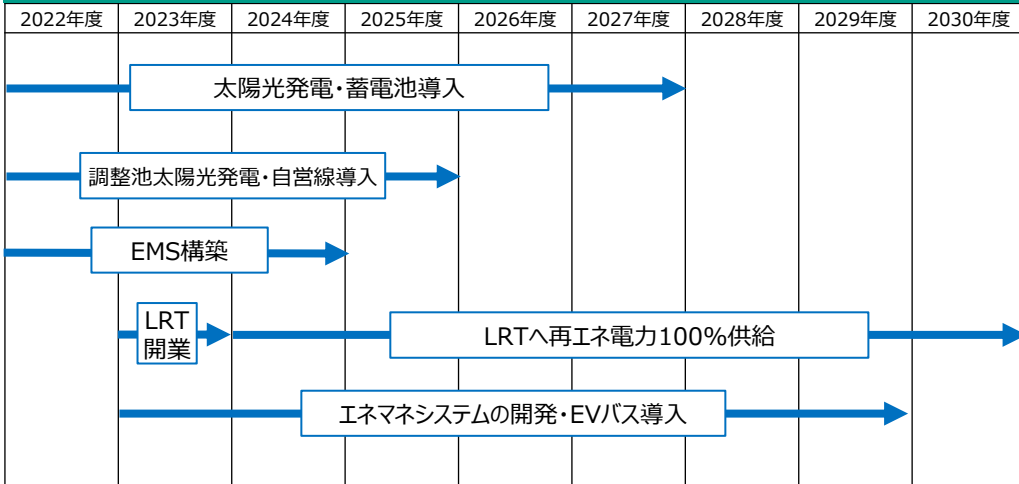 2022年度 2023年度 2024年度 2025年度 2026年度 2027年度 2028年度 2029年度 2030年度
太陽光発電・蓄電池導入
調整池太陽光発電・自営線導入
EMS構築
LRT
開業
LRTへ再エネ電力100%供給
エネマネシステムの開発・EVバス導入